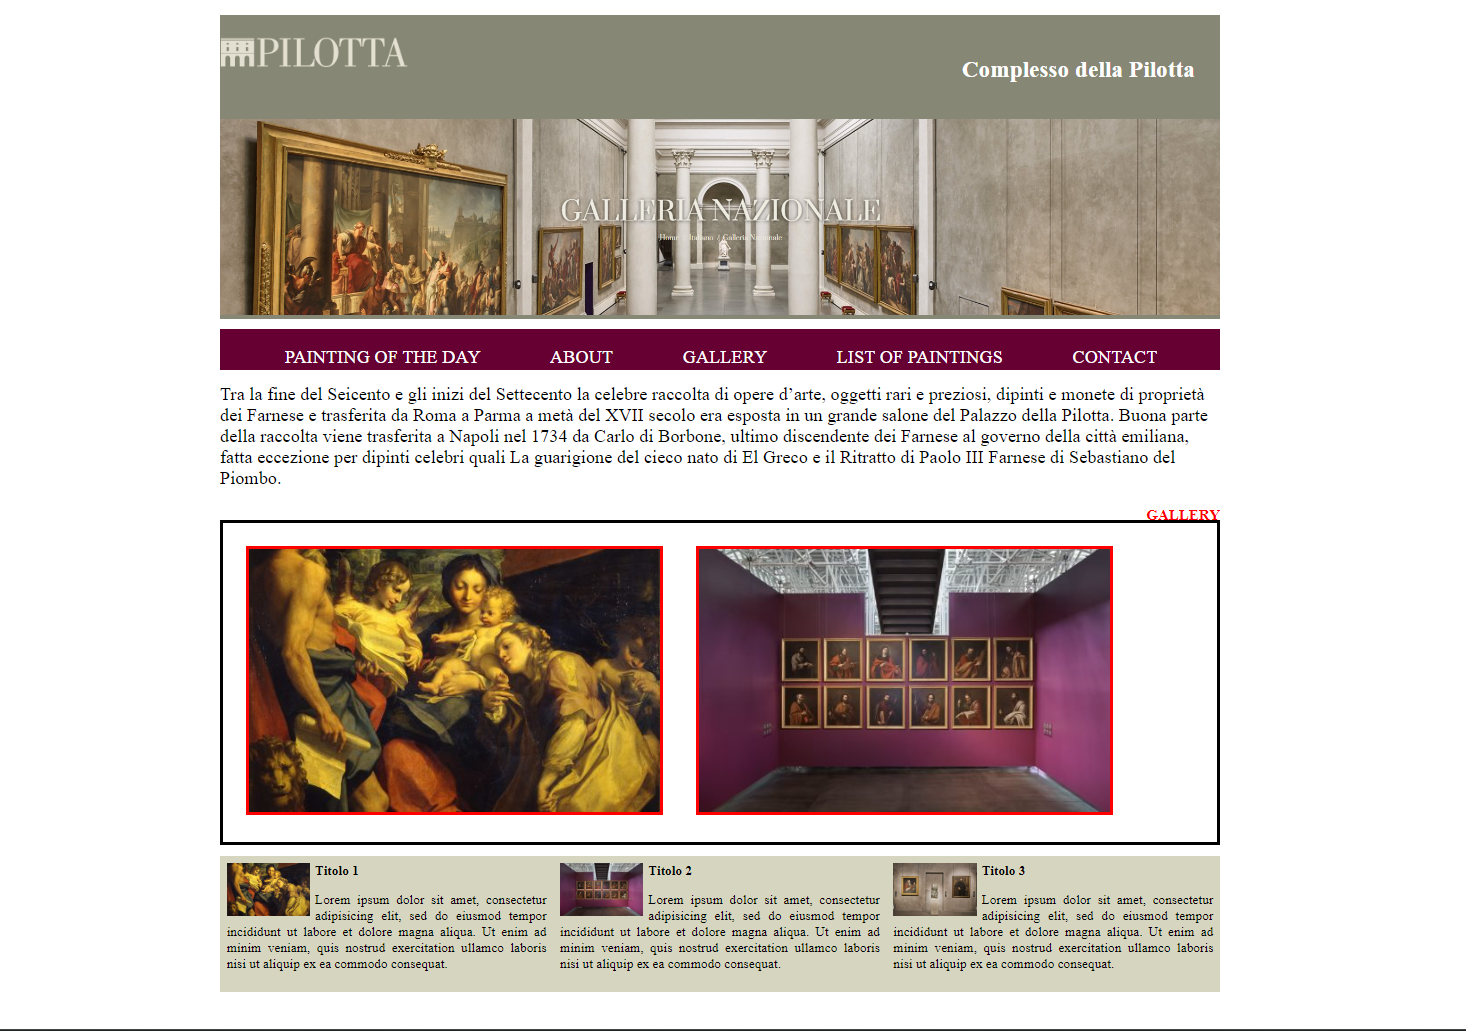 PILOTTA
Complesso della Pilotta
GALLERIA NAZIONALE
Home / Italiano / Galleria Nazionale
PAINTING OF THE DAY ABOUT GALLERY LIST OF PAINTINGS CONTACT
Tra la fine del Seicento e gli inizi del Settecento la celebre raccolta di opere d’arte, oggetti rari e preziosi, dipinti e monete di proprietà
dei Farnese e trasferita da Roma a Parma a metà del XVII secolo era esposta in un grande salone del Palazzo della Pilotta. Buona parte
della raccolta viene trasferita a Napoli nel 1734 da Carlo di Borbone, ultimo discendente dei Farnese al governo della città emiliana,
fatta eccezione per dipinti celebri quali La guarigione del cieco nato di El Greco e il Ritratto di Paolo III Farnese di Sebastiano del
Piombo.
GALLERY
Titolo 1
Lorem ipsum dolor sit amet, consectetur
adipisicing elit, sed do eiusmod tempor
incididunt ut labore et dolore magna aliqua. Ut enim ad
minim veniam, quis nostrud exercitation ullamco laboris
nisi ut aliquip ex ea commodo consequat.
Titolo 2
Lorem ipsum dolor sit amet, consectetur
adipisicing elit, sed do eiusmod tempor
incididunt ut labore et dolore magna aliqua. Ut enim ad
minim veniam, quis nostrud exercitation ullamco laboris
nisi ut aliquip ex ea commodo consequat.
Titolo 3
Lorem ipsum dolor sit amet, consectetur
adipisicing elit, sed do eiusmod tempor
incididunt ut labore et dolore magna aliqua. Ut enim ad
minim veniam, quis nostrud exercitation ullamco laboris
nisi ut aliquip ex ea commodo consequat.